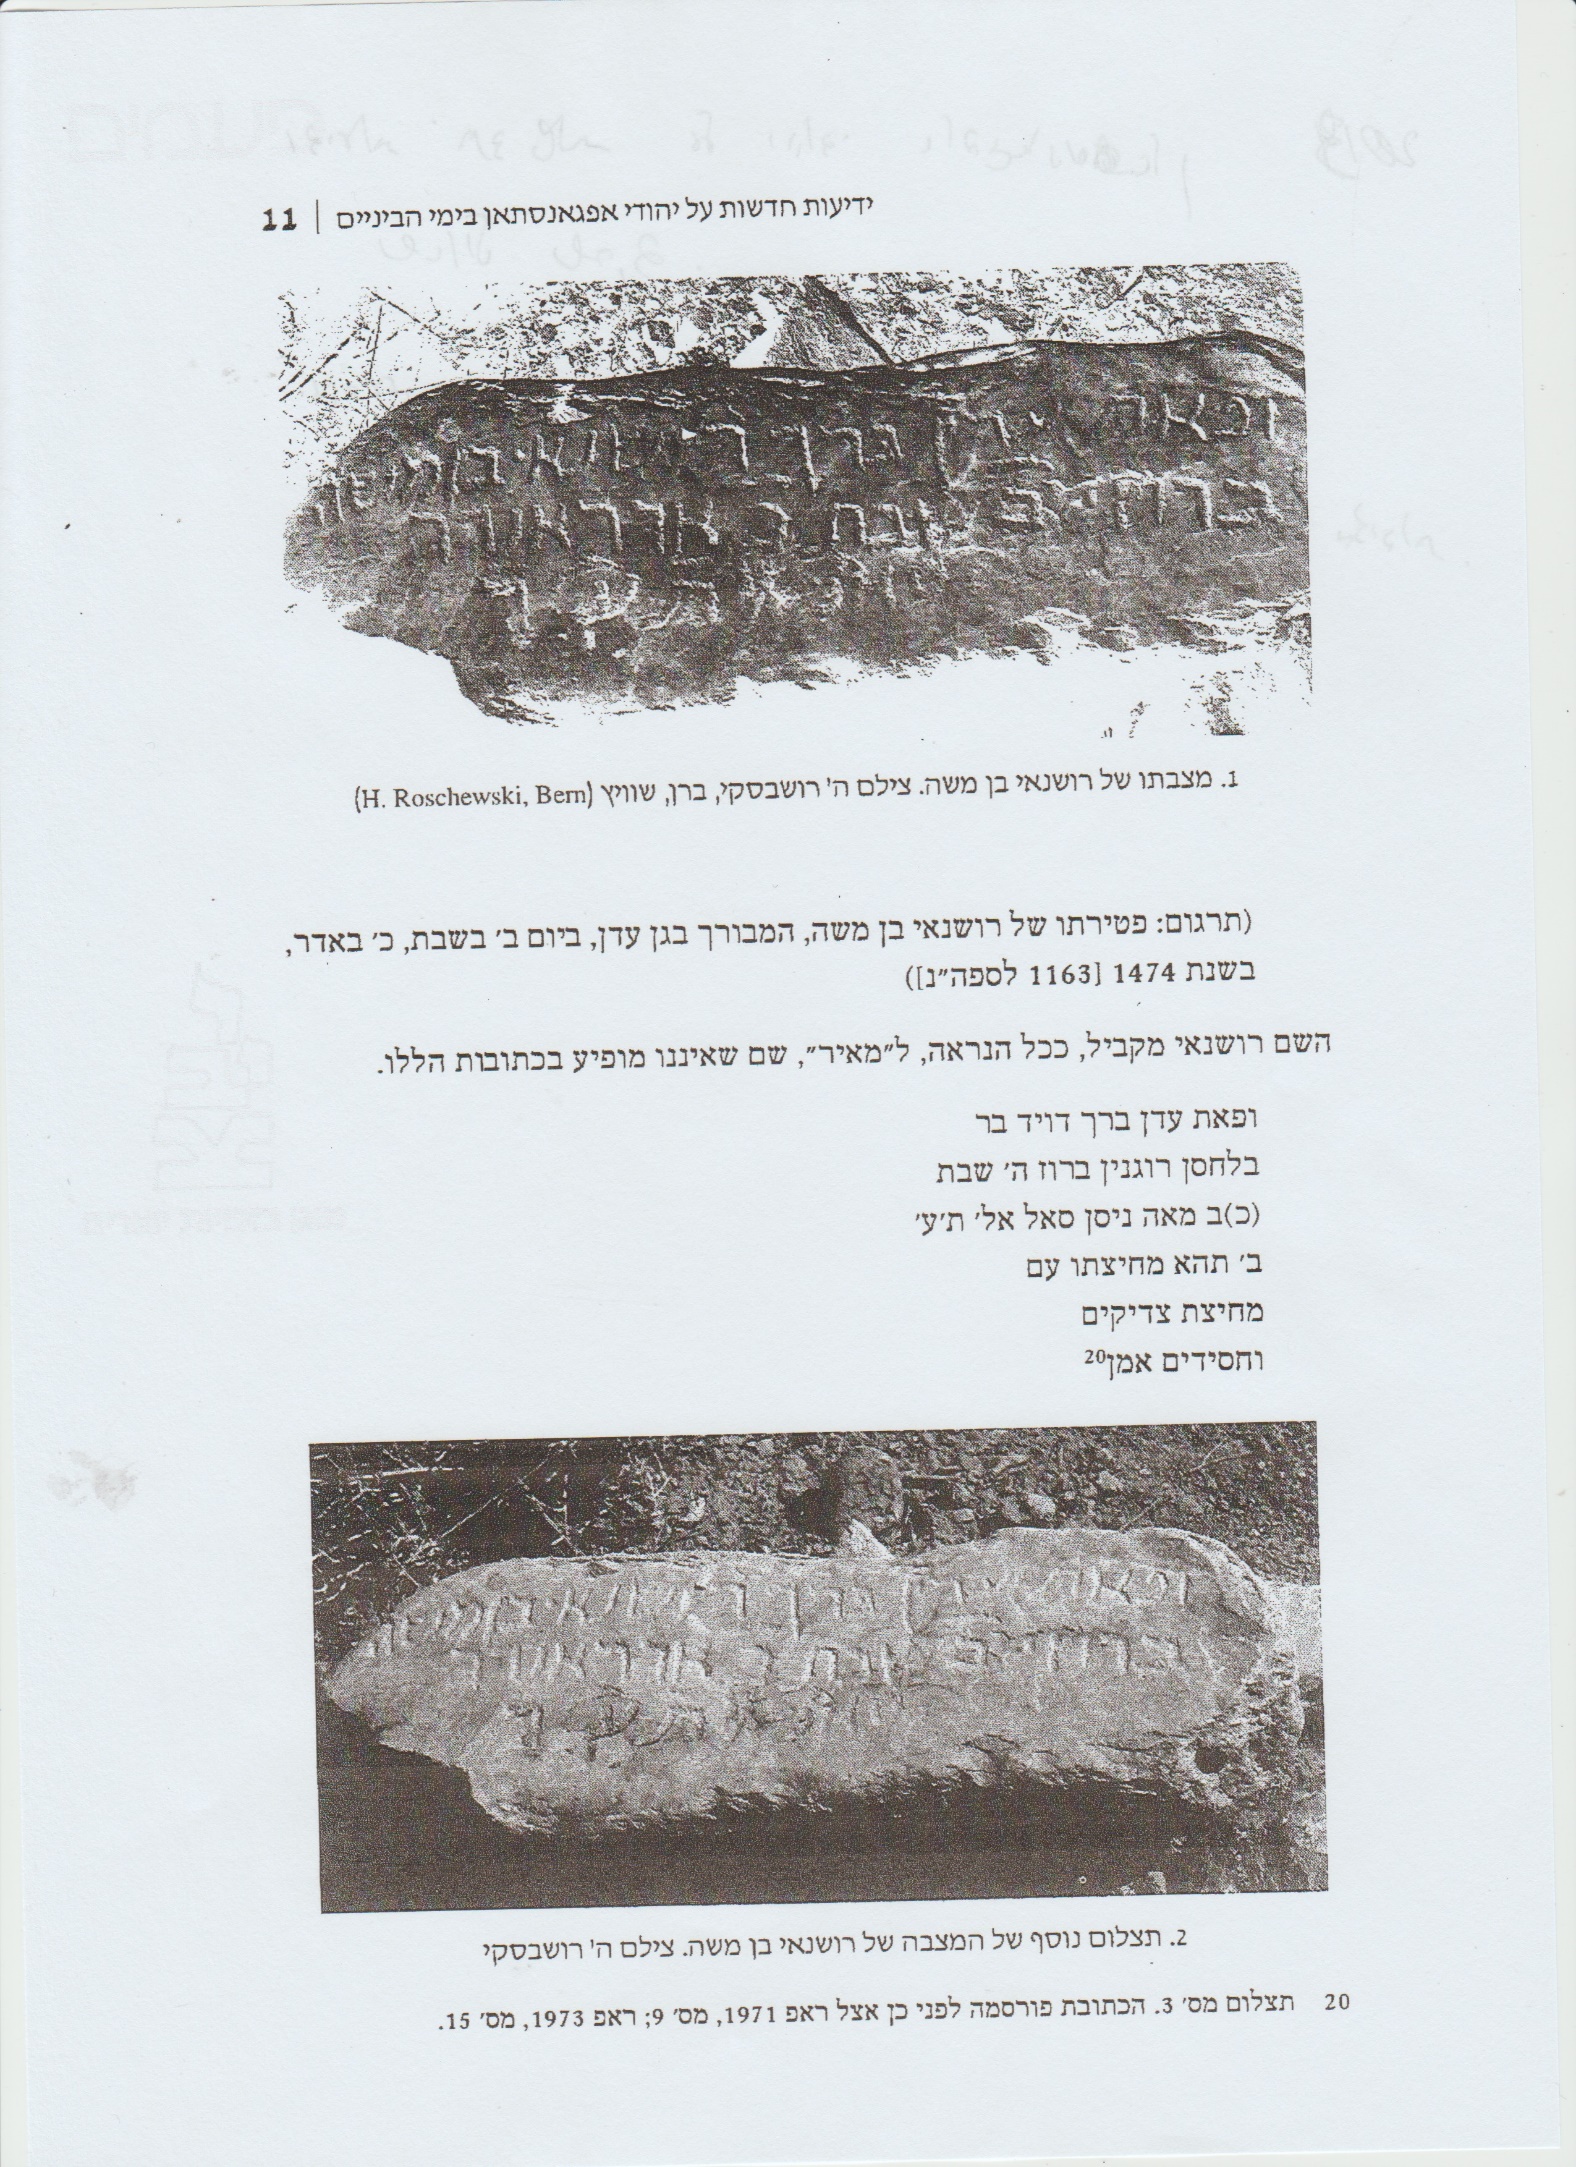 ידיעות חדשות על יהודי אפגאנסתאן בימי הביניים | 11
1. מצבתו של רושנאי בן משה. צילם ה' רושבסקי, ברן, שוויץ (H. Roschewski, Bern)
(תרגום: פטירתו של רושנאי בן משה, המבורך בגן עדן, ביום ב׳ בשבת, כ׳ באדר,
בשנת 1474 [1163 לספה״נ])
השם רושנאי מקביל, ככל הנראה, ל״מאיר״, שם שאיננו מופיע בכתובות הללו.
ופאת עדן ברך דויד בר
בלחסן רוגנין ברוז ה׳ שבת
(כ)ב מאה ניסן סאל אל׳ ת׳ע׳
ב׳ תהא מחיצתו עם
מחיצת צדיקים
וחסידים אמן20
2. תצלום נוסף של המצבה של רושנאי בן משה. צילם ה' רושבסקי
20 תצלום מס׳ 3. הכתובת פורסמה לפני כן אצל ראפ 1971, מס׳ 9; ראפ 1973, מס׳ 15.